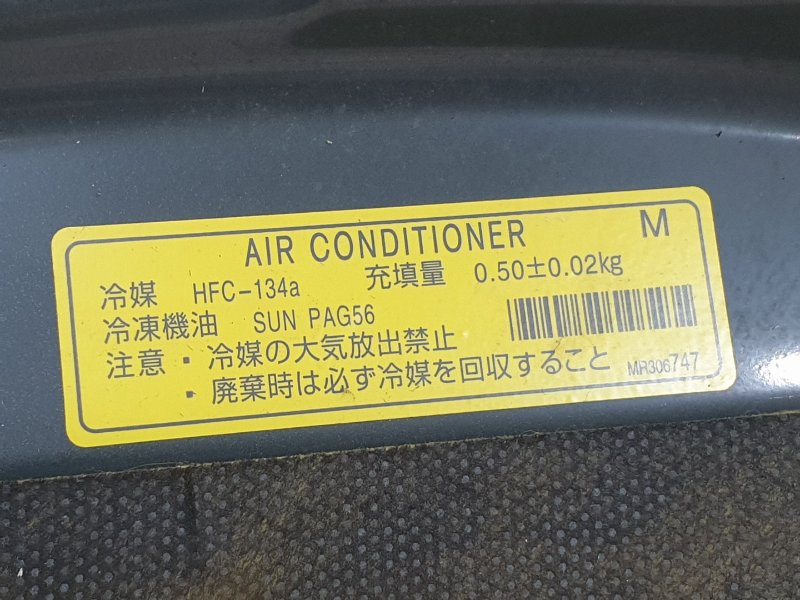 AIR CONDITIONER M
冷媒 HFC-134a 充填量 0.50±0.02kg
冷凍機油 SUN PAG56
注意・冷媒の大気放出禁止
・廃棄時は必ず冷媒を回収すること
MR306747